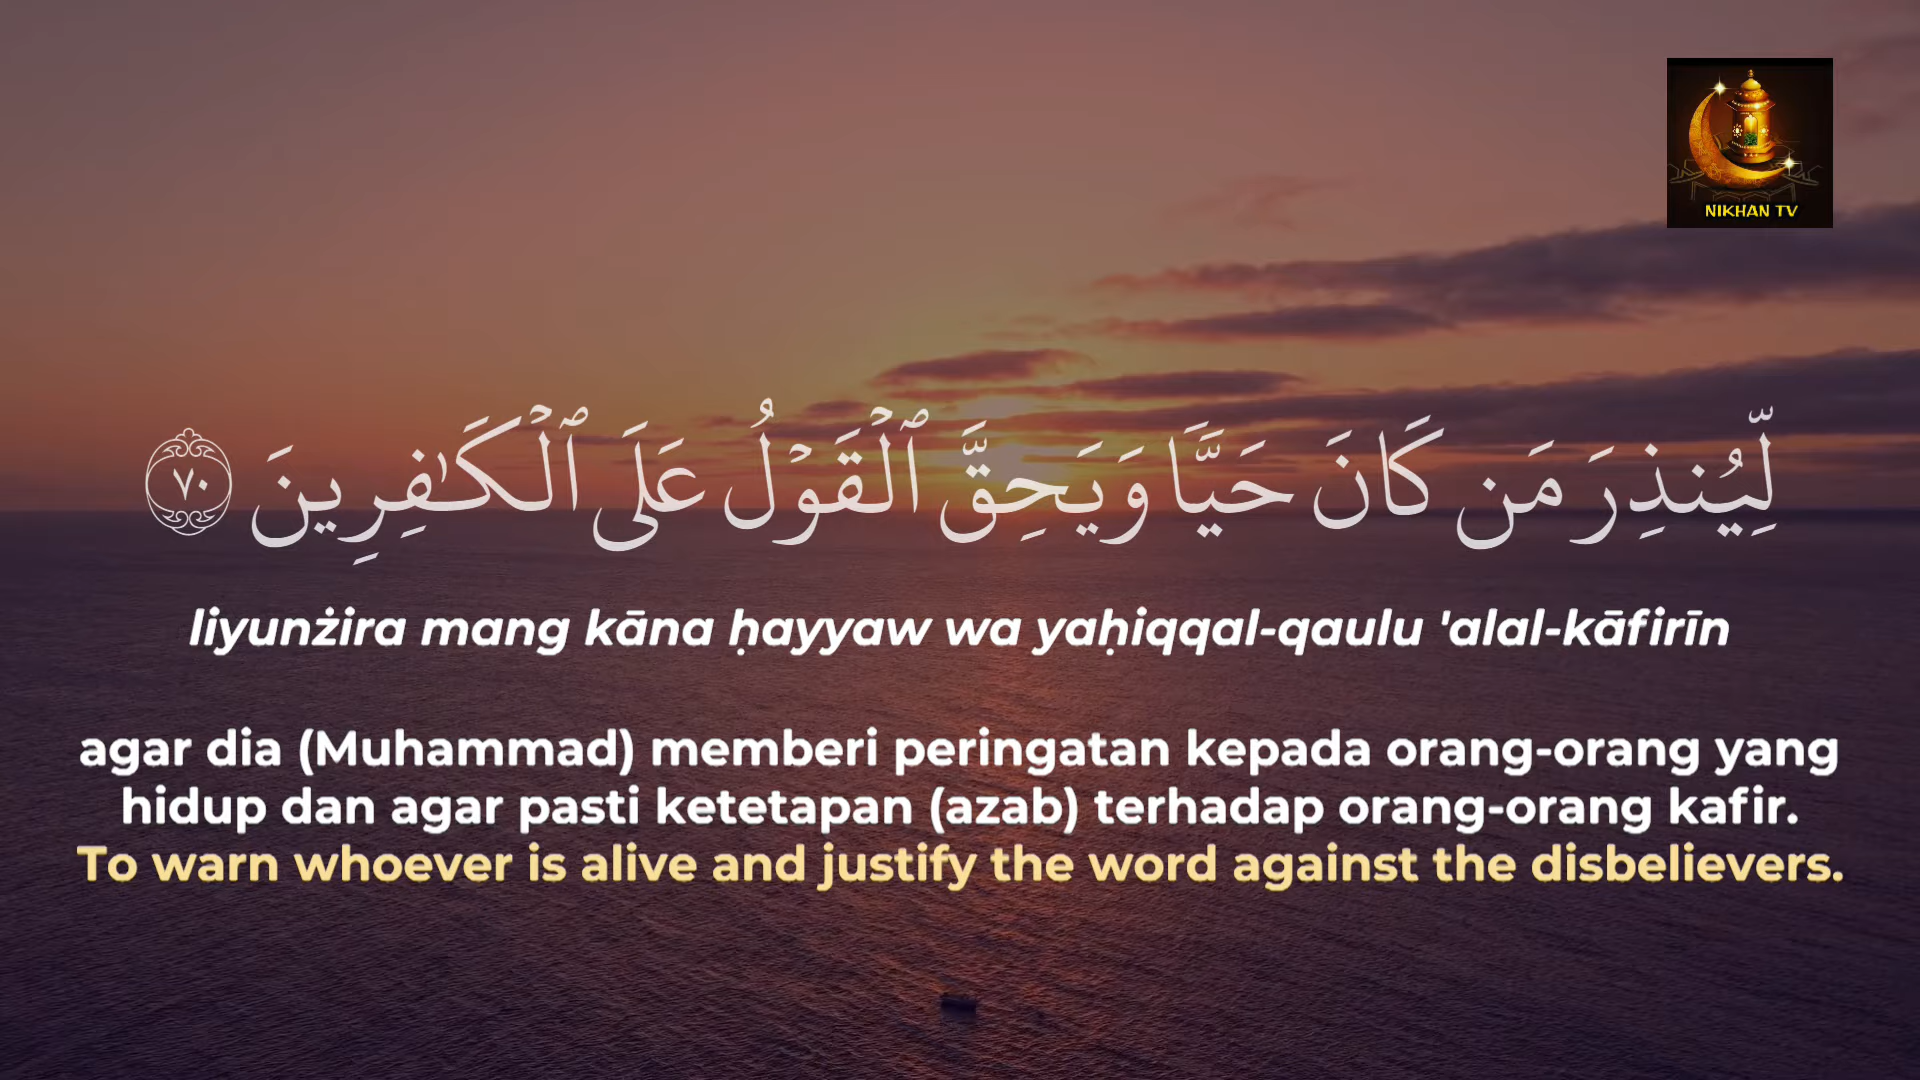 NIKHAN TV
لِّيُنذِرَ مَن كَانَ حَيًّا وَيَحِقَّ ٱلْقَوْلُ عَلَى ٱلْكَـٰفِرِينَ ٧٠
liyunżira mang kāna ḥayyaw wa yaḥiqqal-qaulu 'alal-kāfirīn
agar dia (Muhammad) memberi peringatan kepada orang-orang yang
hidup dan agar pasti ketetapan (azab) terhadap orang-orang kafir.
To warn whoever is alive and justify the word against the disbelievers.